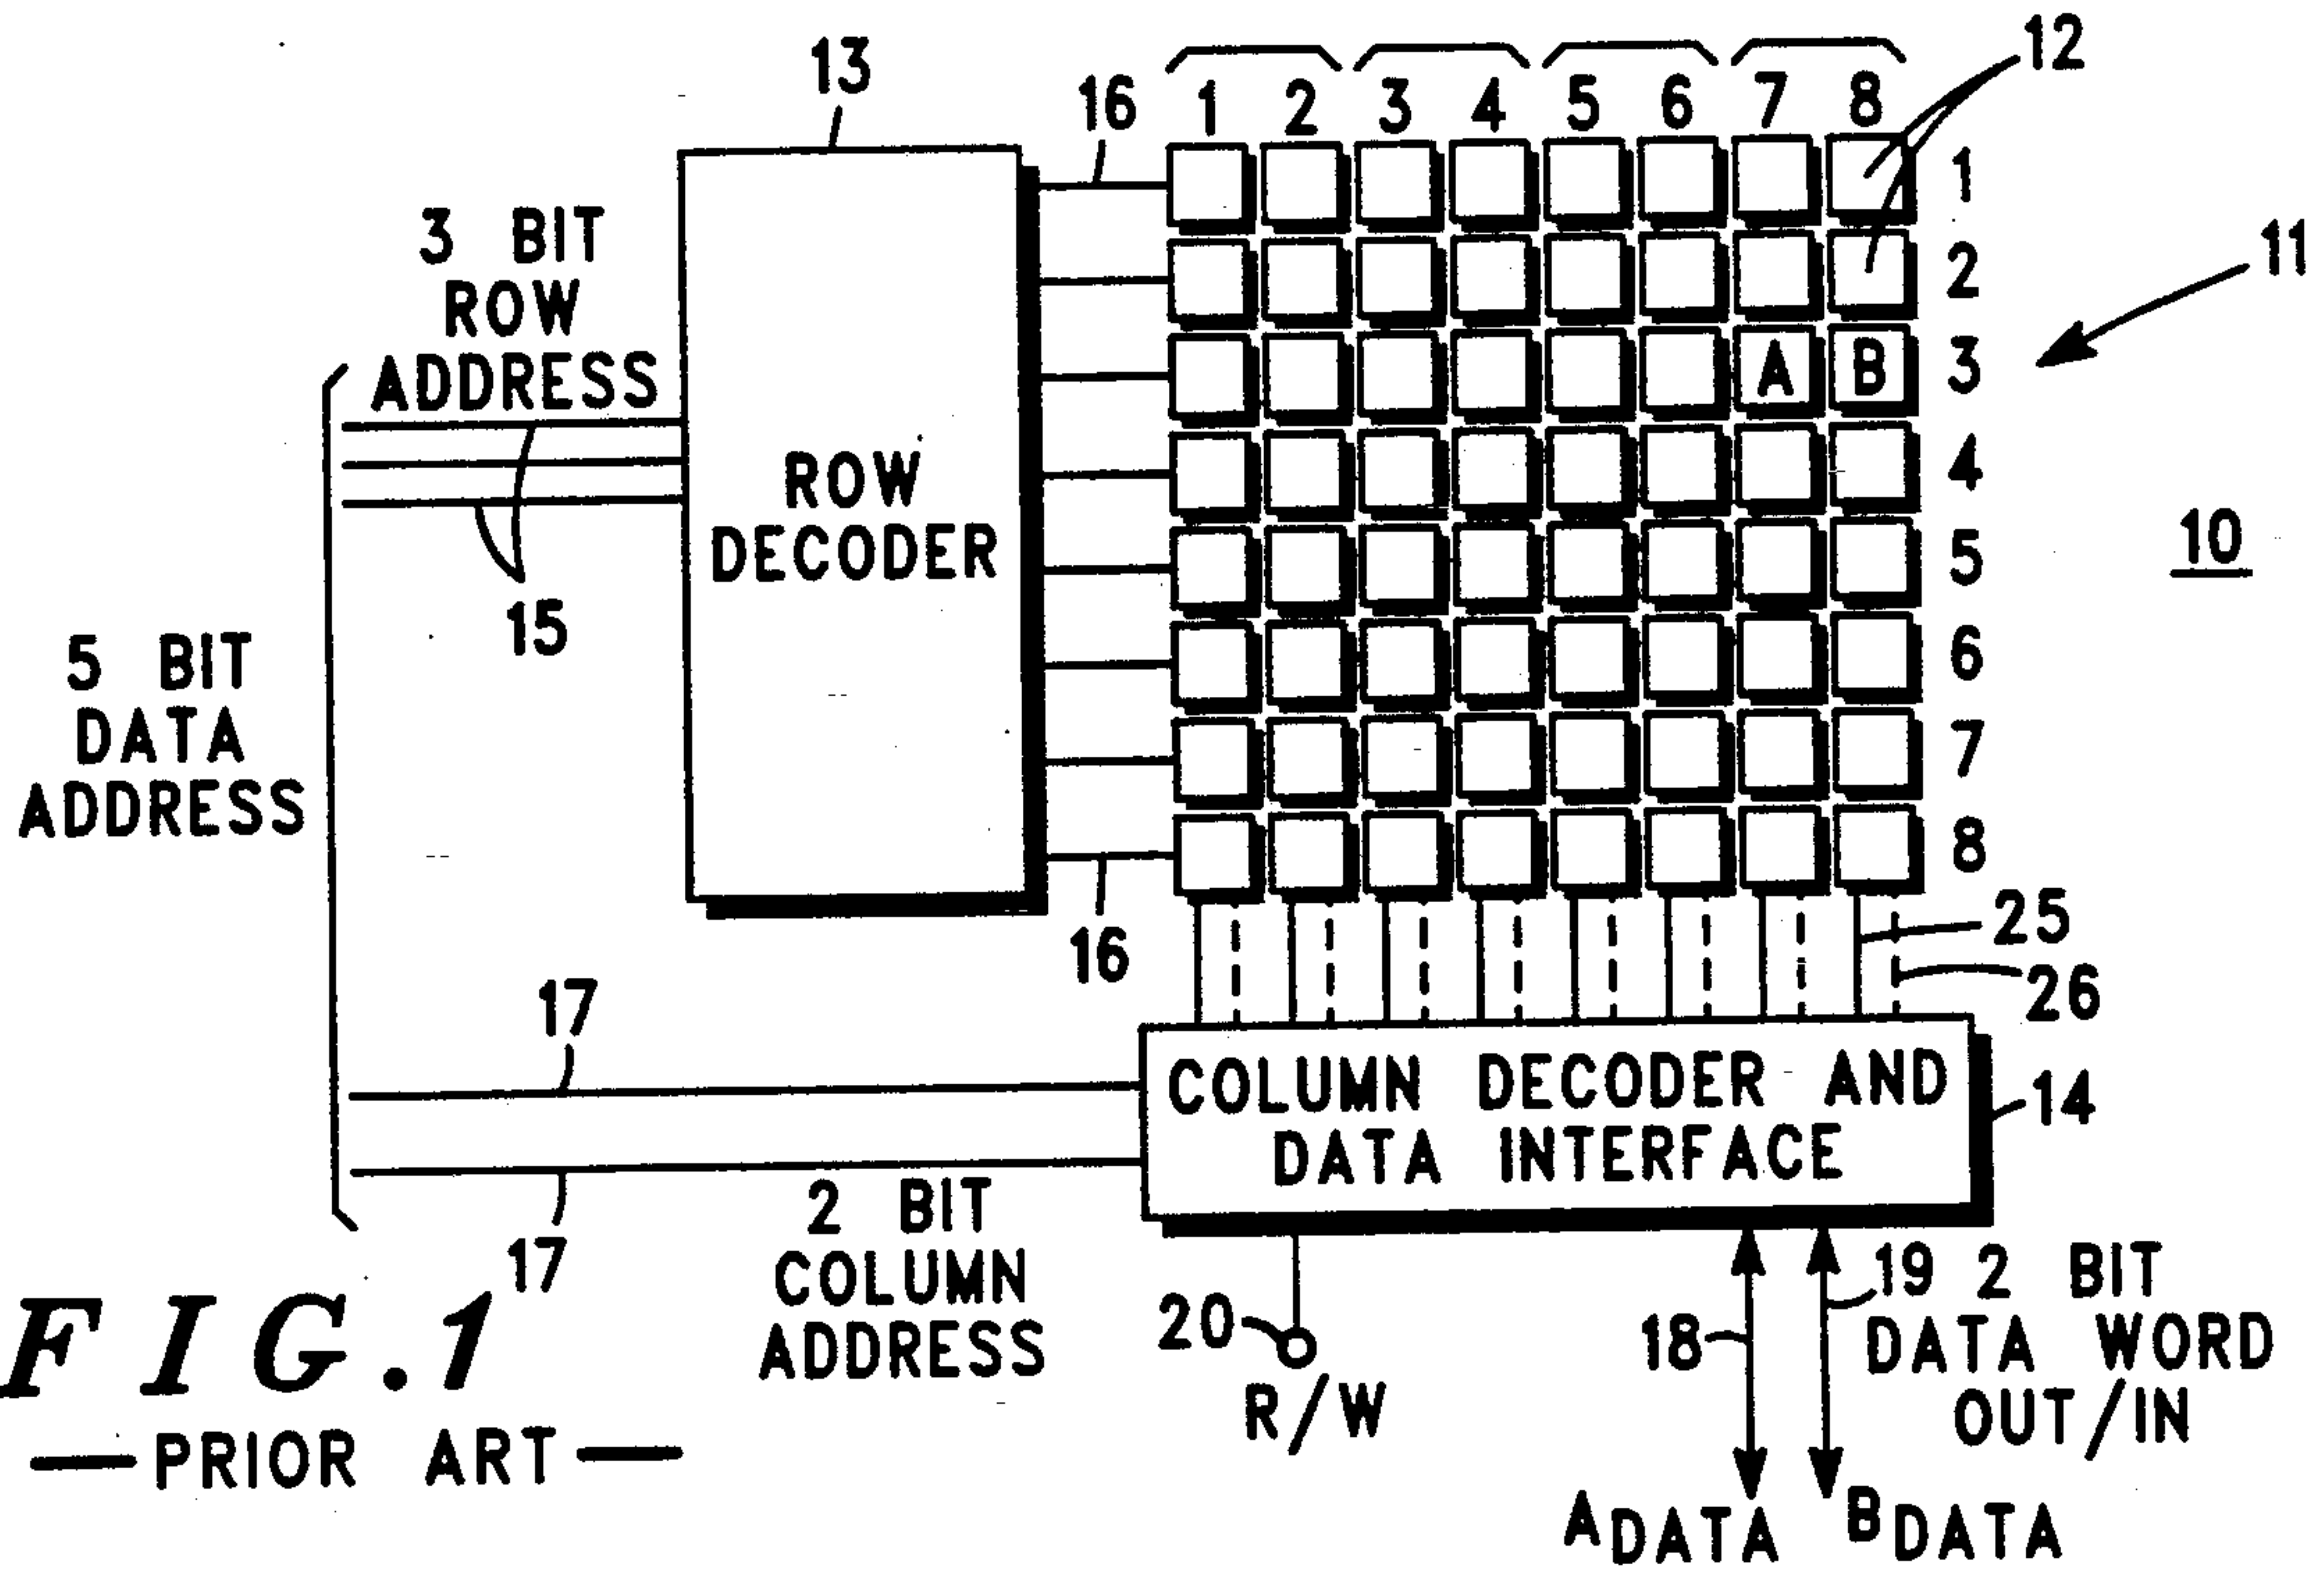 13
16
1 2 3 4 5 6 7 8
12
1
2
3
4
5
6
7
8
A B
11
10
3 BIT
ROW
ADDRESS
15
ROW
DECODER
5 BIT
DATA
ADDRESS
16
25
26
17
17
2 BIT
COLUMN
ADDRESS
COLUMN DECODER AND
DATA INTERFACE
14
20
R/W
18
19
2 BIT
DATA WORD
OUT/IN
ADATA BDATA
FIG.1
—PRIOR ART—